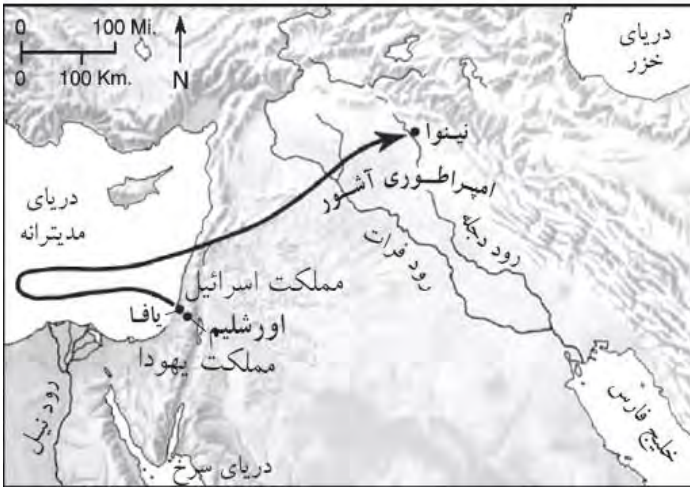 0 100 Mi.
0 100 Km.
N
دریای
خزر
نینوا
امپراطوری آشور
رود دجله
رود فرات
دریای
مدیترانه
مملکت اسرائیل
یافا
اورشلیم
مملکت یهودا
رود نیل
دریای سرخ
خلیج فارس